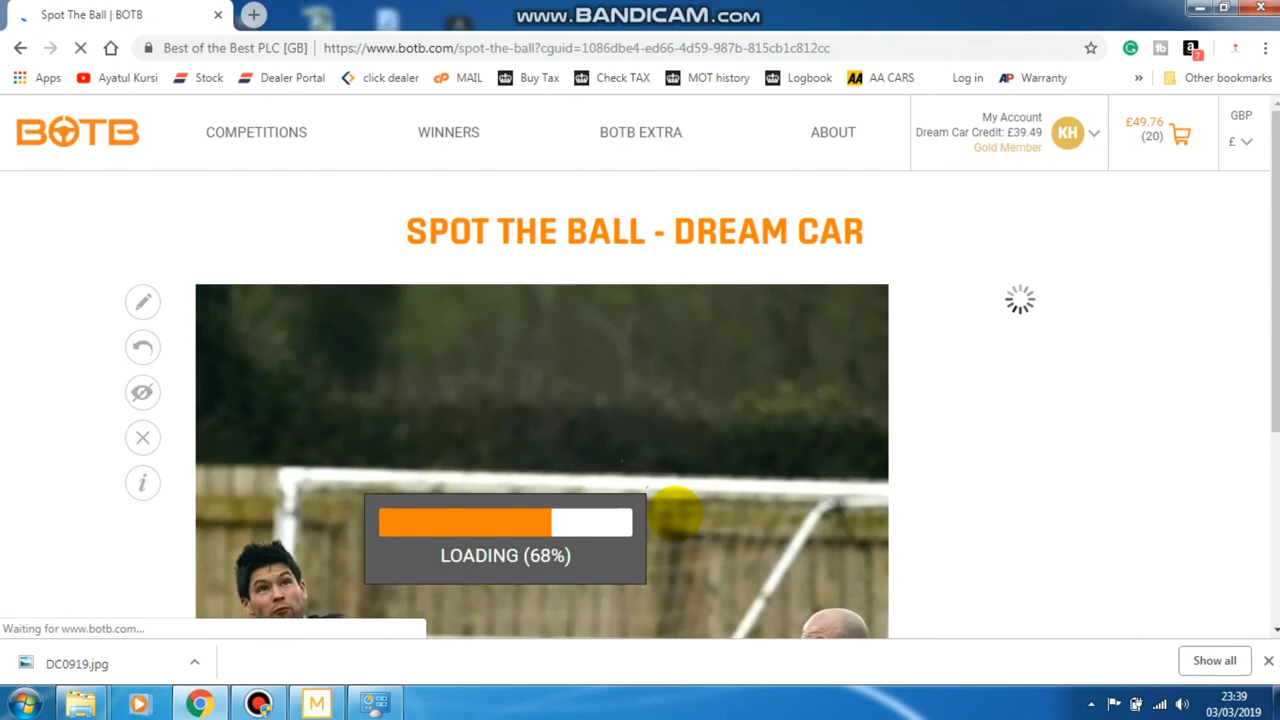 www.BANDICAM.com
Spot The Ball | BOTB
Best of the Best PLC [GB] | https://www.botb.com/spot-the-ball?cguid=1086dbe4-ed66-4d59-987b-815cb1c812cc
Apps Ayatul Kursi Stock Dealer Portal click dealer MAIL Buy Tax Check TAX MOT history Logbook AA CARS Log in Warranty » Other bookmarks
BOTB COMPETITIONS WINNERS BOTB EXTRA ABOUT
My Account
Dream Car Credit: £39.49
Gold Member
KH
£49.76
(20)
GBP
£
SPOT THE BALL - DREAM CAR
LOADING (68%)
Waiting for www.botb.com...
DC0919.jpg
Show all
23:39
03/03/2019